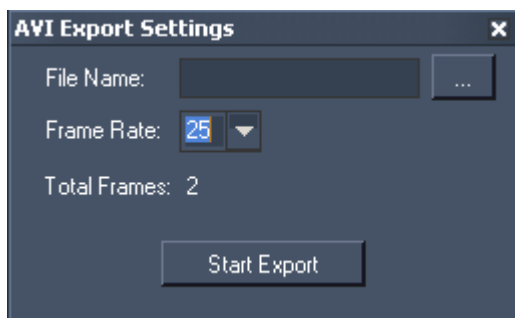 AVI Export Settings
File Name: ...
Frame Rate: 25
Total Frames: 2
Start Export